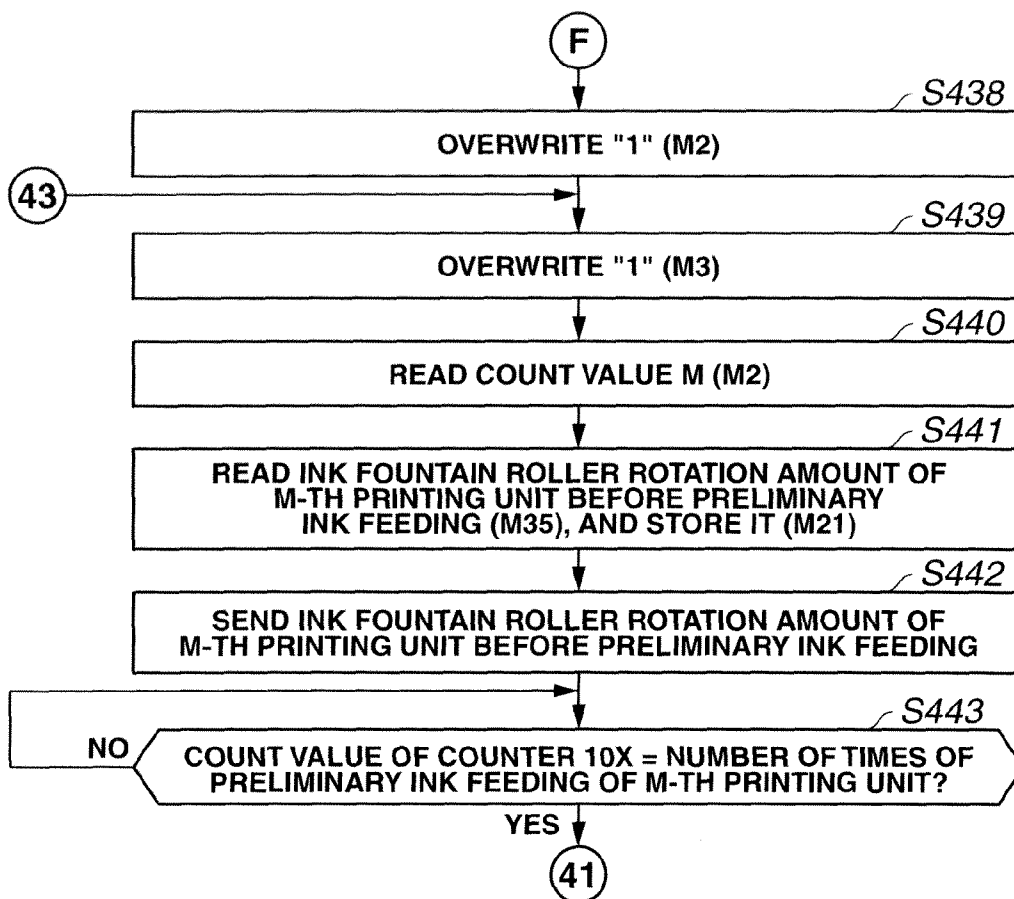 F
S438
OVERWRITE "1" (M2)
43
S439
OVERWRITE "1" (M3)
S440
READ COUNT VALUE M (M2)
S441
READ INK FOUNTAIN ROLLER ROTATION AMOUNT OF
M-TH PRINTING UNIT BEFORE PRELIMINARY
INK FEEDING (M35), AND STORE IT (M21)
S442
SEND INK FOUNTAIN ROLLER ROTATION AMOUNT OF
M-TH PRINTING UNIT BEFORE PRELIMINARY INK FEEDING
S443
NO
COUNT VALUE OF COUNTER 10X = NUMBER OF TIMES OF
PRELIMINARY INK FEEDING OF M-TH PRINTING UNIT?
YES
41